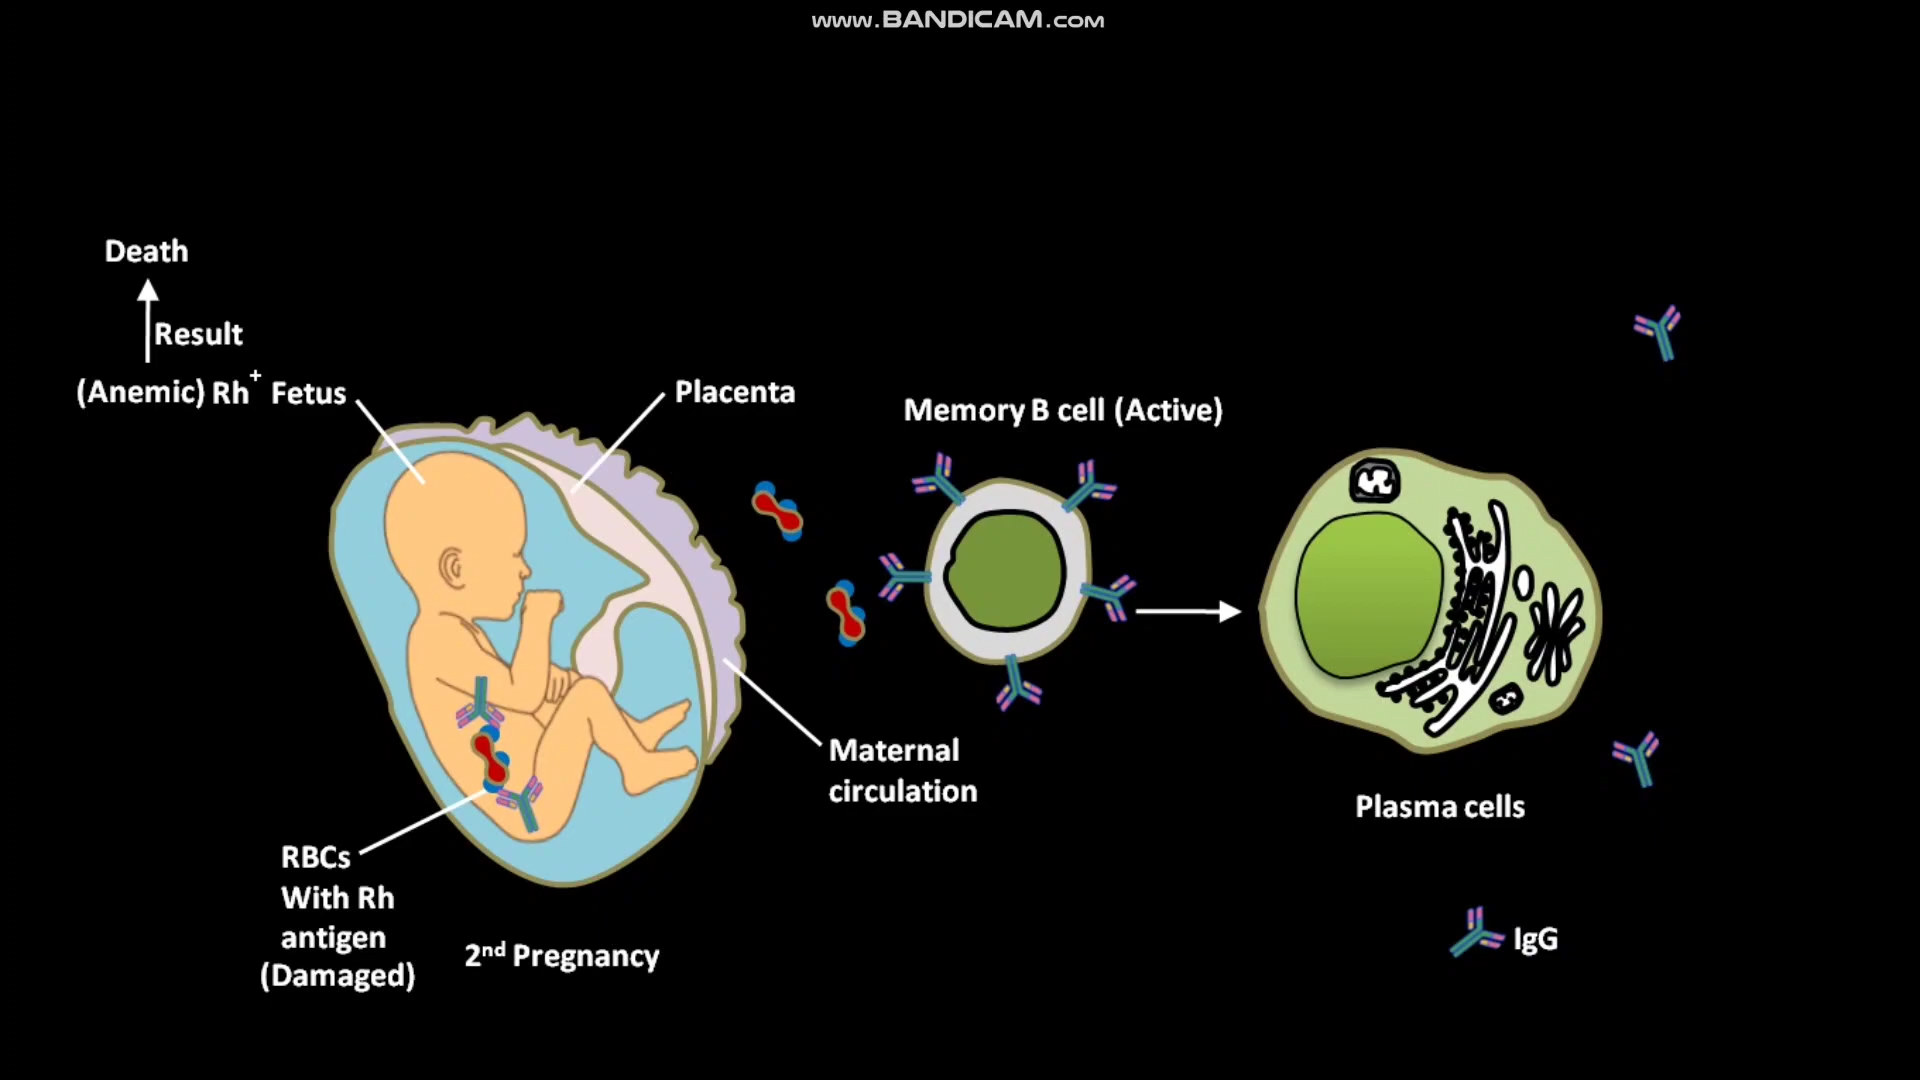 www.BANDICAM.com
Death
Result
(Anemic) Rh+ Fetus
Placenta
Memory B cell (Active)
Maternal
circulation
Plasma cells
RBCs
With Rh
antigen
(Damaged)
2nd Pregnancy
IgG